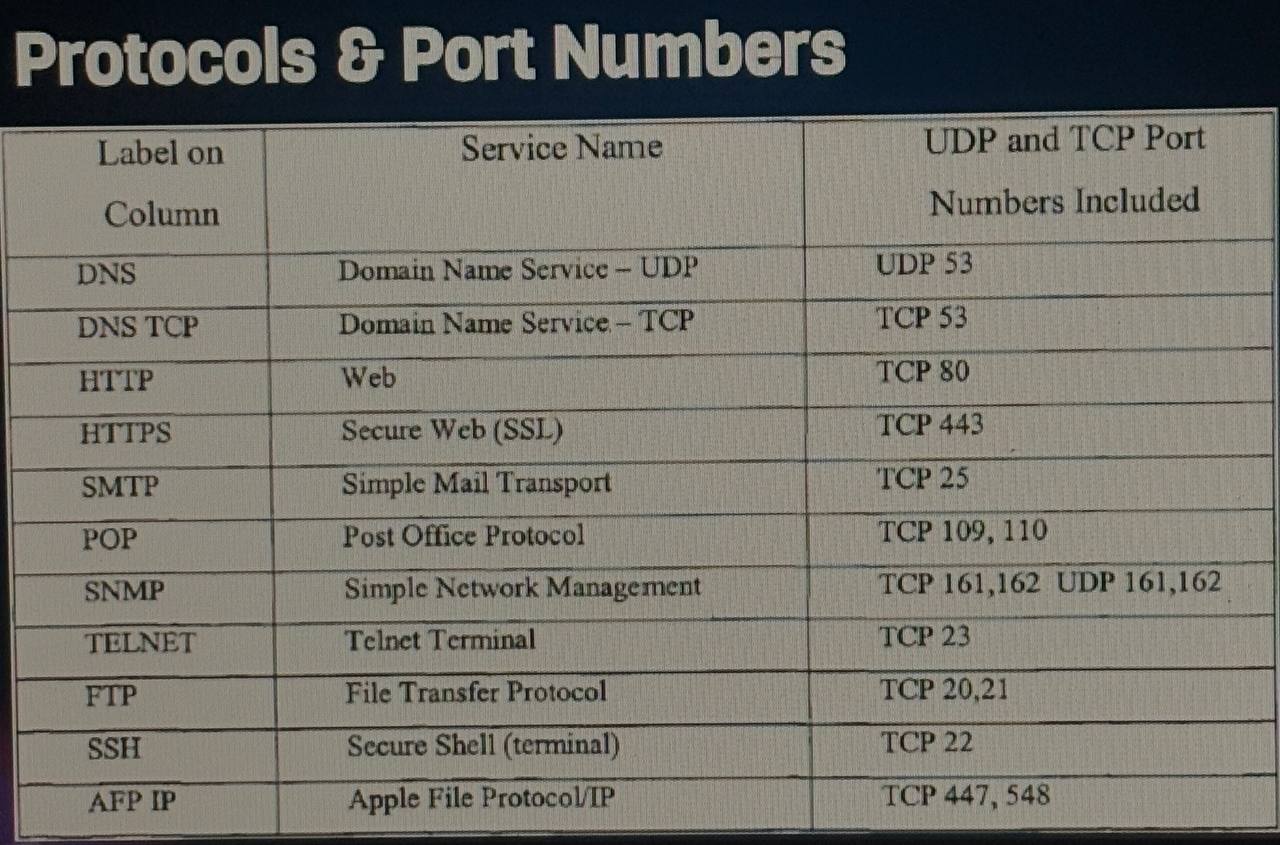 Protocols & Port Numbers
Label on Column Service Name UDP and TCP Port Numbers Included
DNS Domain Name Service – UDP UDP 53
DNS TCP Domain Name Service – TCP TCP 53
HTTP Web TCP 80
HTTPS Secure Web (SSL) TCP 443
SMTP Simple Mail Transport TCP 25
POP Post Office Protocol TCP 109, 110
SNMP Simple Network Management TCP 161,162 UDP 161,162
TELNET Telnet Terminal TCP 23
FTP File Transfer Protocol TCP 20,21
SSH Secure Shell (terminal) TCP 22
AFP IP Apple File Protocol/IP TCP 447, 548